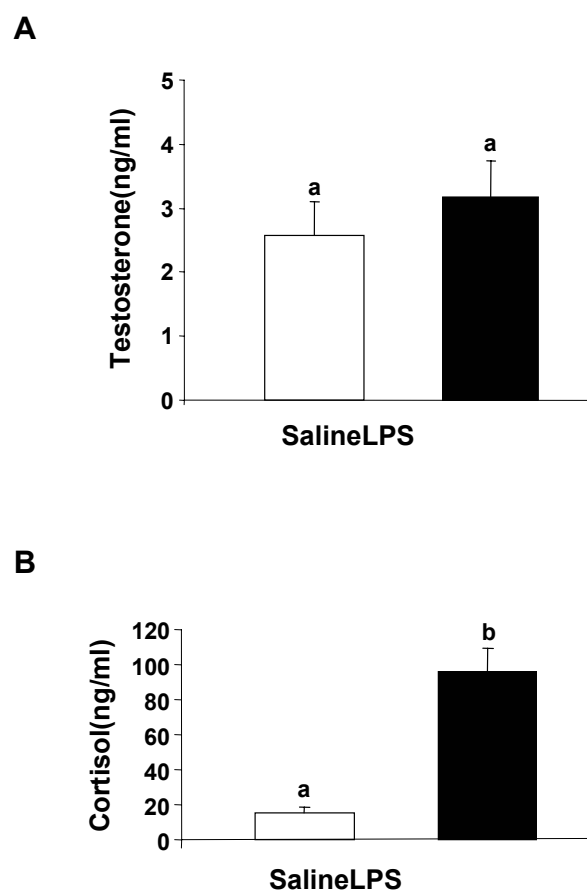 A
Testosterone(ng/ml)
5
4
3
2
1
0
a
a
SalineLPS
B
Cortisol(ng/ml)
120
100
80
60
40
20
0
a
b
SalineLPS